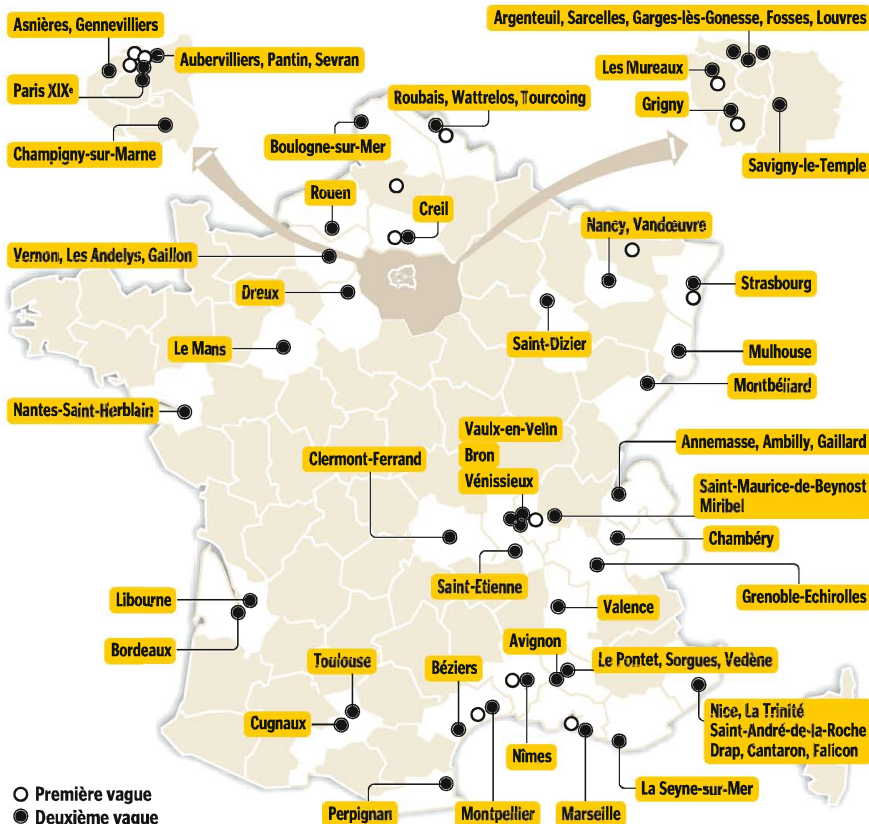 Asnières, Gennevilliers
Argenteuil, Sarcelles, Garges-lès-Gonesse, Fosses, Louvres
Aubervilliers, Pantin, Sevran
Les Mureaux
Paris XIXe
Roubais, Wattrelos, Tourcoing
Grigny
Champigny-sur-Marne
Boulogne-sur-Mer
Savigny-le-Temple
Rouen
Creil
Nancy, Vandœuvre
Vernon, Les Andelys, Gaillon
Strasbourg
Dreux
Saint-Dizier
Le Mans
Mulhouse
Montbéliard
Nantes-Saint-Herblain
Vaulx-en-Velin
Bron
Vénissieux
Annemasse, Ambilly, Gaillard
Clermont-Ferrand
Saint-Maurice-de-Beynost
Miribel
Chambéry
Saint-Etienne
Grenoble-Echirolles
Libourne
Valence
Bordeaux
Avignon
Toulouse
Béziers
Le Pontet, Sorgues, Vedène
Cugnaux
Nice, La Trinité
Saint-André-de-la-Roche
Drap, Cantaron, Falicon
Nîmes
La Seyne-sur-Mer
Première vague
Deuxième vague
Perpignan
Montpellier
Marseille